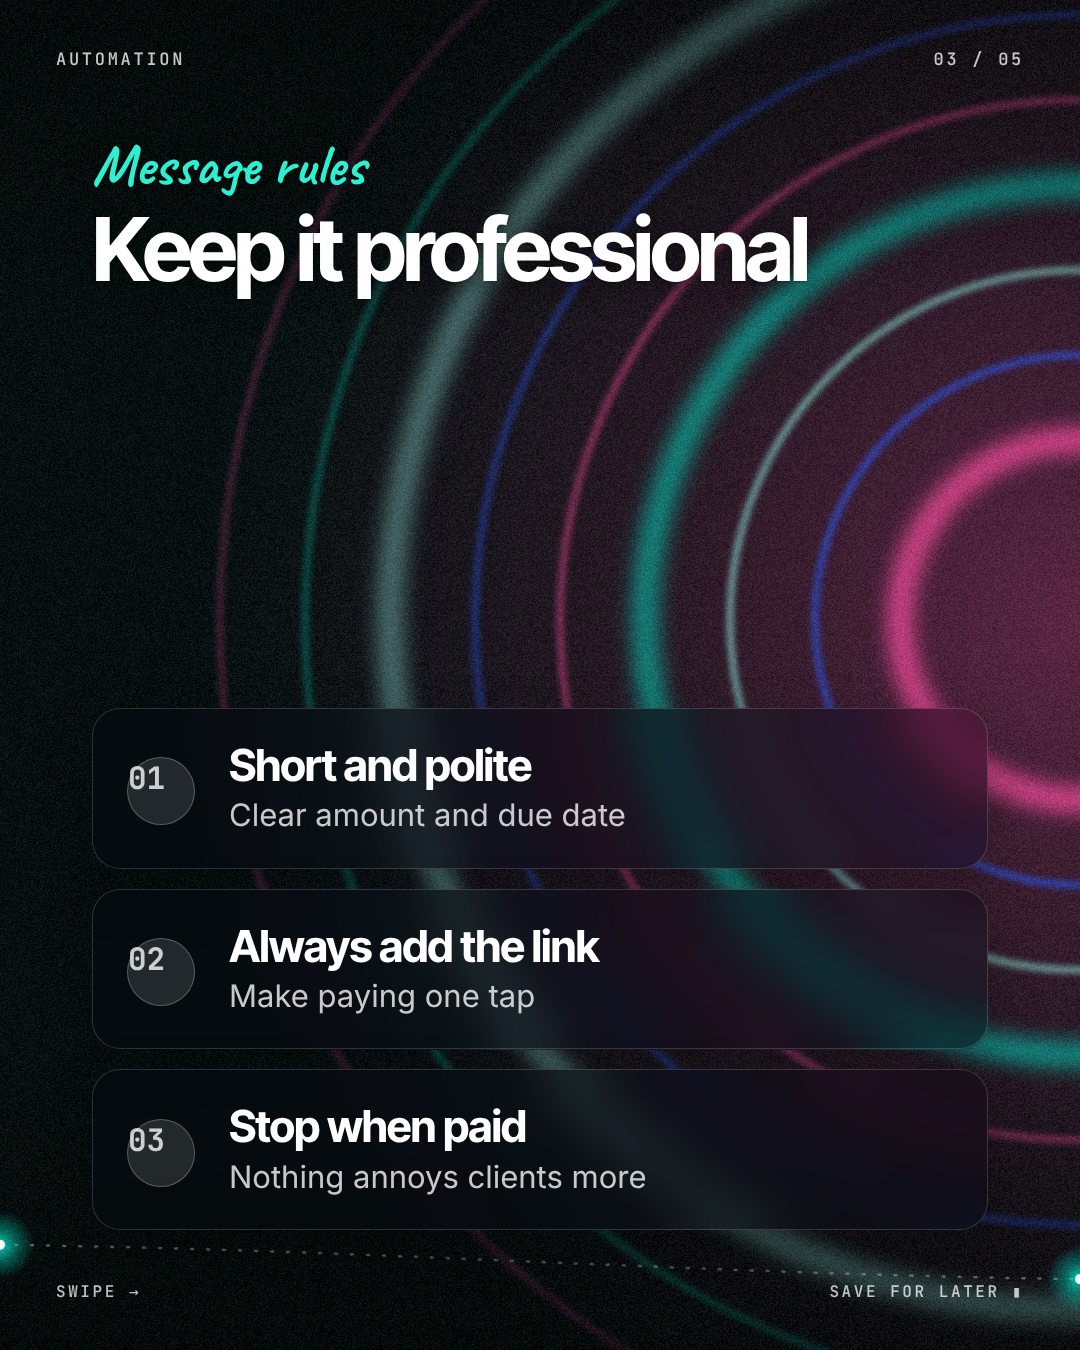 AUTOMATION
03 / 05
Message rules
Keep it professional
01
Short and polite
Clear amount and due date
02
Always add the link
Make paying one tap
03
Stop when paid
Nothing annoys clients more
SWIPE →
SAVE FOR LATER ▮